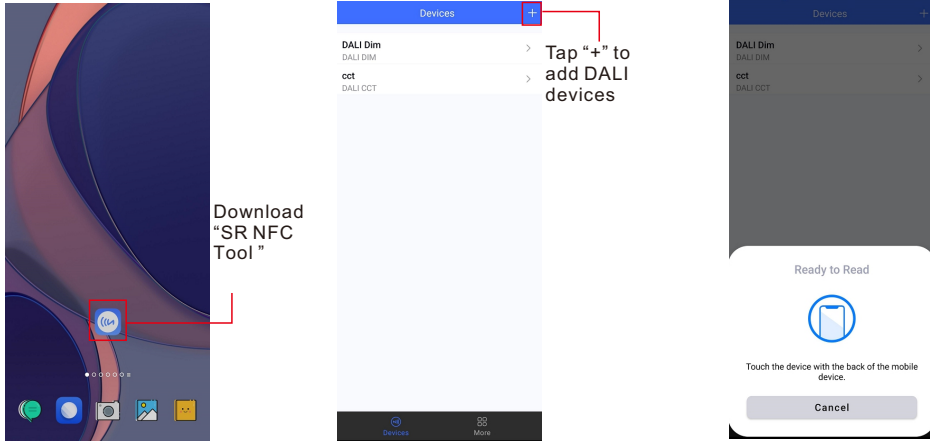 Download
“SR NFC
Tool ”
Devices
+
DALI Dim
DALI DIM
cct
DALI CCT
Devices
More
Tap “+” to
add DALI
devices
Devices
+
DALI Dim
DALI DIM
cct
DALI CCT
Ready to Read
Touch the device with the back of the mobile
device.
Cancel